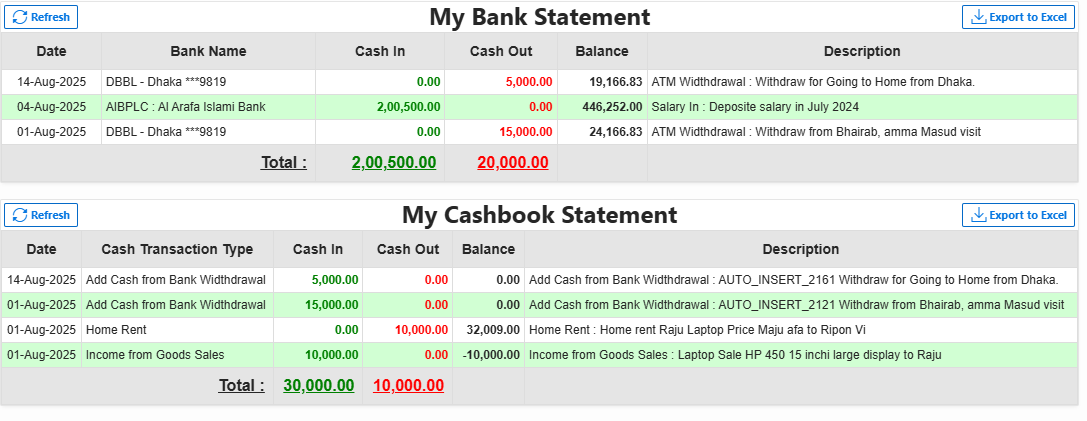 Refresh My Bank Statement Export to Excel
Date Bank Name Cash In Cash Out Balance Description
14-Aug-2025 DBBL - Dhaka ***9819 0.00 5,000.00 19,166.83 ATM Widthdrawal : Withdraw for Going to Home from Dhaka.
04-Aug-2025 AIBPLC : Al Arafa Islami Bank 2,00,500.00 0.00 446,252.00 Salary In : Deposite salary in July 2024
01-Aug-2025 DBBL - Dhaka ***9819 0.00 15,000.00 24,166.83 ATM Widthdrawal : Withdraw from Bhairab, amma Masud visit
Total : 2,00,500.00 20,000.00
Refresh My Cashbook Statement Export to Excel
Date Cash Transaction Type Cash In Cash Out Balance Description
14-Aug-2025 Add Cash from Bank Widthdrawal 5,000.00 0.00 0.00 Add Cash from Bank Widthdrawal : AUTO_INSERT_2161 Withdraw for Going to Home from Dhaka.
01-Aug-2025 Add Cash from Bank Widthdrawal 15,000.00 0.00 0.00 Add Cash from Bank Widthdrawal : AUTO_INSERT_2121 Withdraw from Bhairab, amma Masud visit
01-Aug-2025 Home Rent 0.00 10,000.00 32,009.00 Home Rent : Home rent Raju Laptop Price Maju afa to Ripon Vi
01-Aug-2025 Income from Goods Sales 10,000.00 0.00 -10,000.00 Income from Goods Sales : Laptop Sale HP 450 15 inchi large display to Raju
Total : 30,000.00 10,000.00